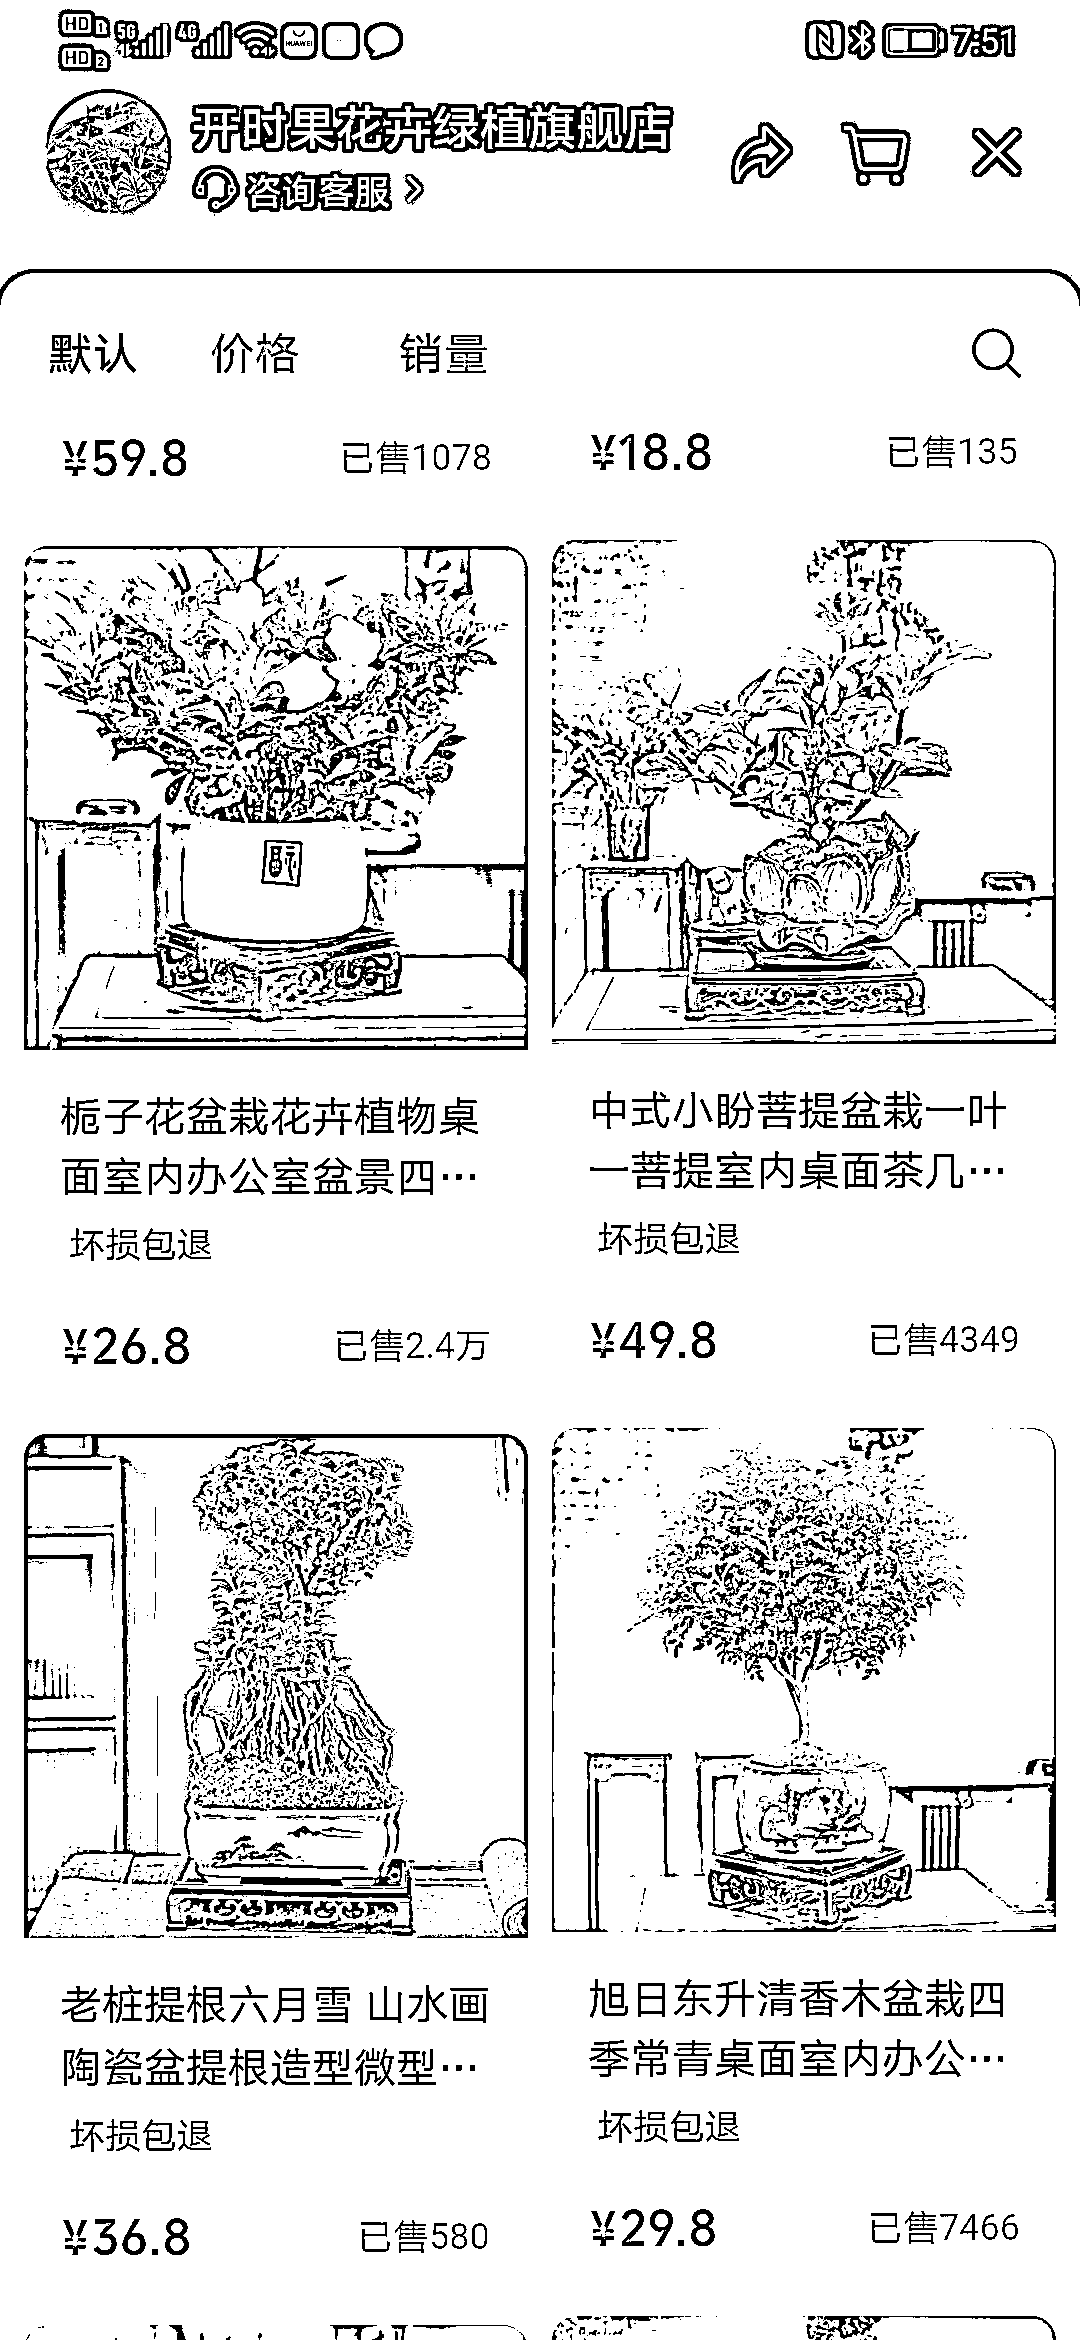 HD 1 5G 4G HUAWEI 7:51
HD 2
开时果花卉绿植旗舰店
咨询客服
默认 价格 销量
¥59.8 已售1078
¥18.8 已售135
栀子花盆栽花卉植物桌
面室内办公室盆景四…
坏损包退
¥26.8 已售2.4万
中式小盼菩提盆栽一叶
一菩提室内桌面茶几…
坏损包退
¥49.8 已售4349
老桩提根六月雪 山水画
陶瓷盆提根造型微型…
坏损包退
¥36.8 已售580
旭日东升清香木盆栽四
季常青桌面室内办公…
坏损包退
¥29.8 已售7466